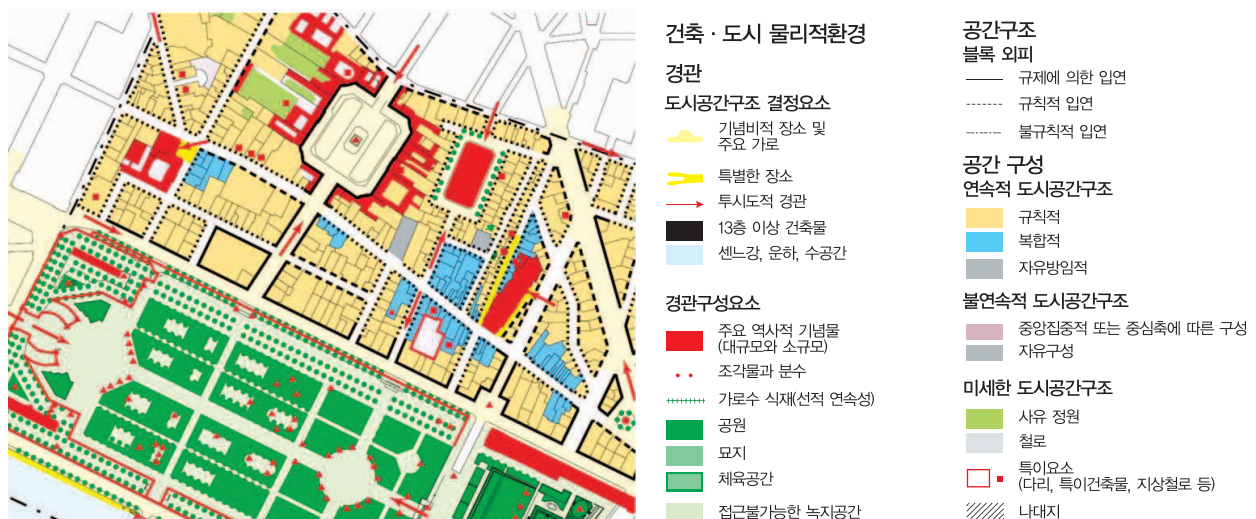 건축 · 도시 물리적환경
경관
도시공간구조 결정요소
기념비적 장소 및
주요 가로
특별한 장소
투시도적 경관
13층 이상 건축물
센느강, 운하, 수공간
경관구성요소
주요 역사적 기념물
(대규모와 소규모)
조각물과 분수
가로수 식재(선적 연속성)
공원
묘지
체육공간
접근불가능한 녹지공간
공간구조
블록 외피
규제에 의한 입연
규칙적 입연
불규칙적 입연
공간 구성
연속적 도시공간구조
규칙적
복합적
자유방임적
불연속적 도시공간구조
중앙집중적 또는 중심축에 따른 구성
자유구성
미세한 도시공간구조
사유 정원
철로
특이요소
(다리, 특이건축물, 지상철로 등)
나대지